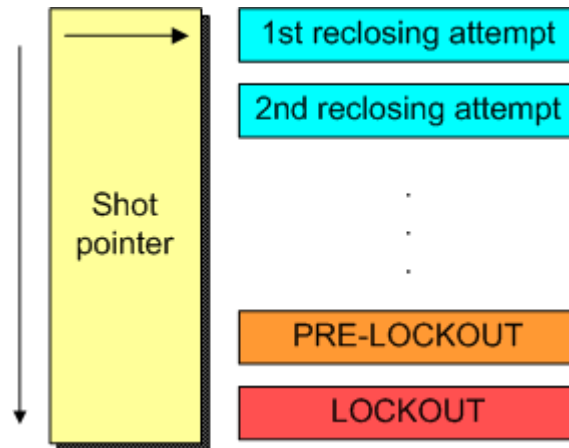 1st reclosing attempt
2nd reclosing attempt
Shot
pointer
.
.
.
PRE-LOCKOUT
LOCKOUT